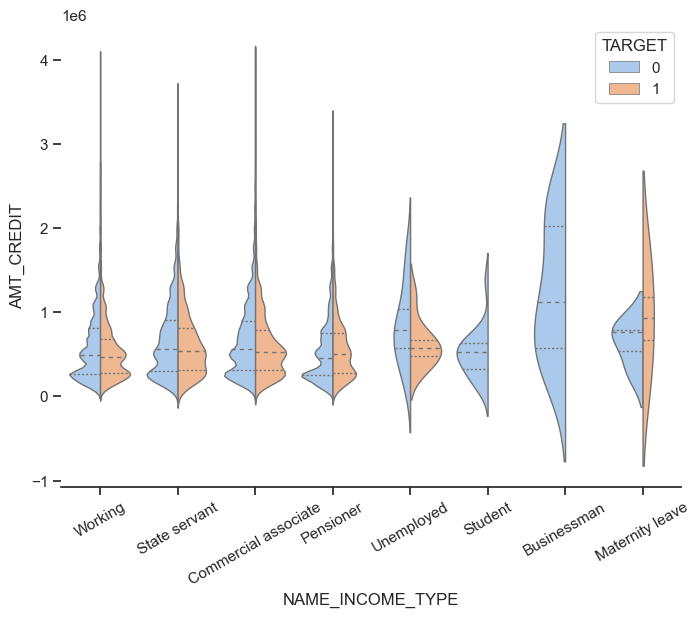 1e6
TARGET
0
1
4
3
2
1
0
−1
AMT_CREDIT
Working
State servant
Commercial associate
Pensioner
Unemployed
Student
Businessman
Maternity leave
NAME_INCOME_TYPE